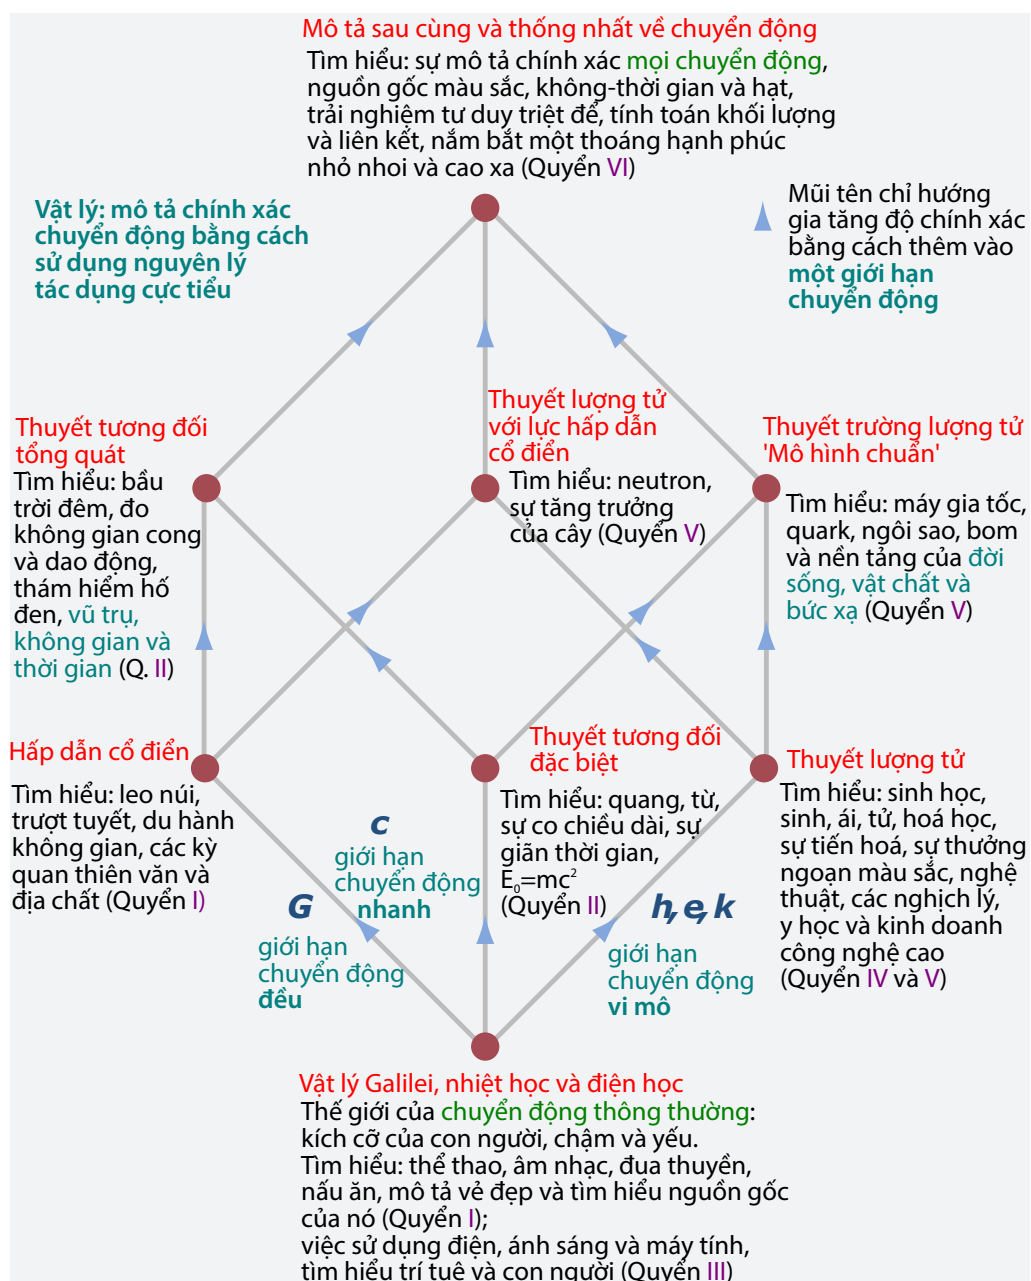 Mô tả sau cùng và thống nhất về chuyển động
Tìm hiểu: sự mô tả chính xác mọi chuyển động,
nguồn gốc màu sắc, không-thời gian và hạt,
trải nghiệm tư duy triệt để, tính toán khối lượng
và liên kết, nắm bắt một thoáng hạnh phúc
nhỏ nhoi và cao xa (Quyển VI)
Vật lý: mô tả chính xác
chuyển động bằng cách
sử dụng nguyên lý
tác dụng cực tiểu
Mũi tên chỉ hướng
gia tăng độ chính xác
bằng cách thêm vào
một giới hạn
chuyển động
Thuyết tương đối
tổng quát
Tìm hiểu: bầu
trời đêm, đo
không gian cong
và dao động,
thám hiểm hố
đen, vũ trụ,
không gian và
thời gian (Q. II)
Thuyết lượng tử
với lực hấp dẫn
cổ điển
Tìm hiểu: neutron,
sự tăng trưởng
của cây (Quyển V)
Thuyết trường lượng tử
'Mô hình chuẩn'
Tìm hiểu: máy gia tốc,
quark, ngôi sao, bom
và nền tảng của đời
sống, vật chất và
bức xạ (Quyển V)
Hấp dẫn cổ điển
Tìm hiểu: leo núi,
trượt tuyết, du hành
không gian, các kỳ
quan thiên văn và
địa chất (Quyển I)
Thuyết tương đối
đặc biệt
Tìm hiểu: quang, từ,
sự co chiều dài, sự
giãn thời gian,
E₀=mc²
(Quyển II)
Thuyết lượng tử
Tìm hiểu: sinh học,
sinh, ái, tử, hoá học,
sự tiến hoá, sự thưởng
ngoạn màu sắc, nghệ
thuật, các nghịch lý,
y học và kinh doanh
công nghệ cao
(Quyển IV và V)
G
giới hạn
chuyển động
đều
c
giới hạn
chuyển động
nhanh
h, e, k
giới hạn
chuyển động
vi mô
Vật lý Galilei, nhiệt học và điện học
Thế giới của chuyển động thông thường:
kích cỡ của con người, chậm và yếu.
Tìm hiểu: thể thao, âm nhạc, đua thuyền,
nấu ăn, mô tả vẻ đẹp và tìm hiểu nguồn gốc
của nó (Quyển I);
việc sử dụng điện, ánh sáng và máy tính,
tìm hiểu trí tuệ và con người (Quyển III)